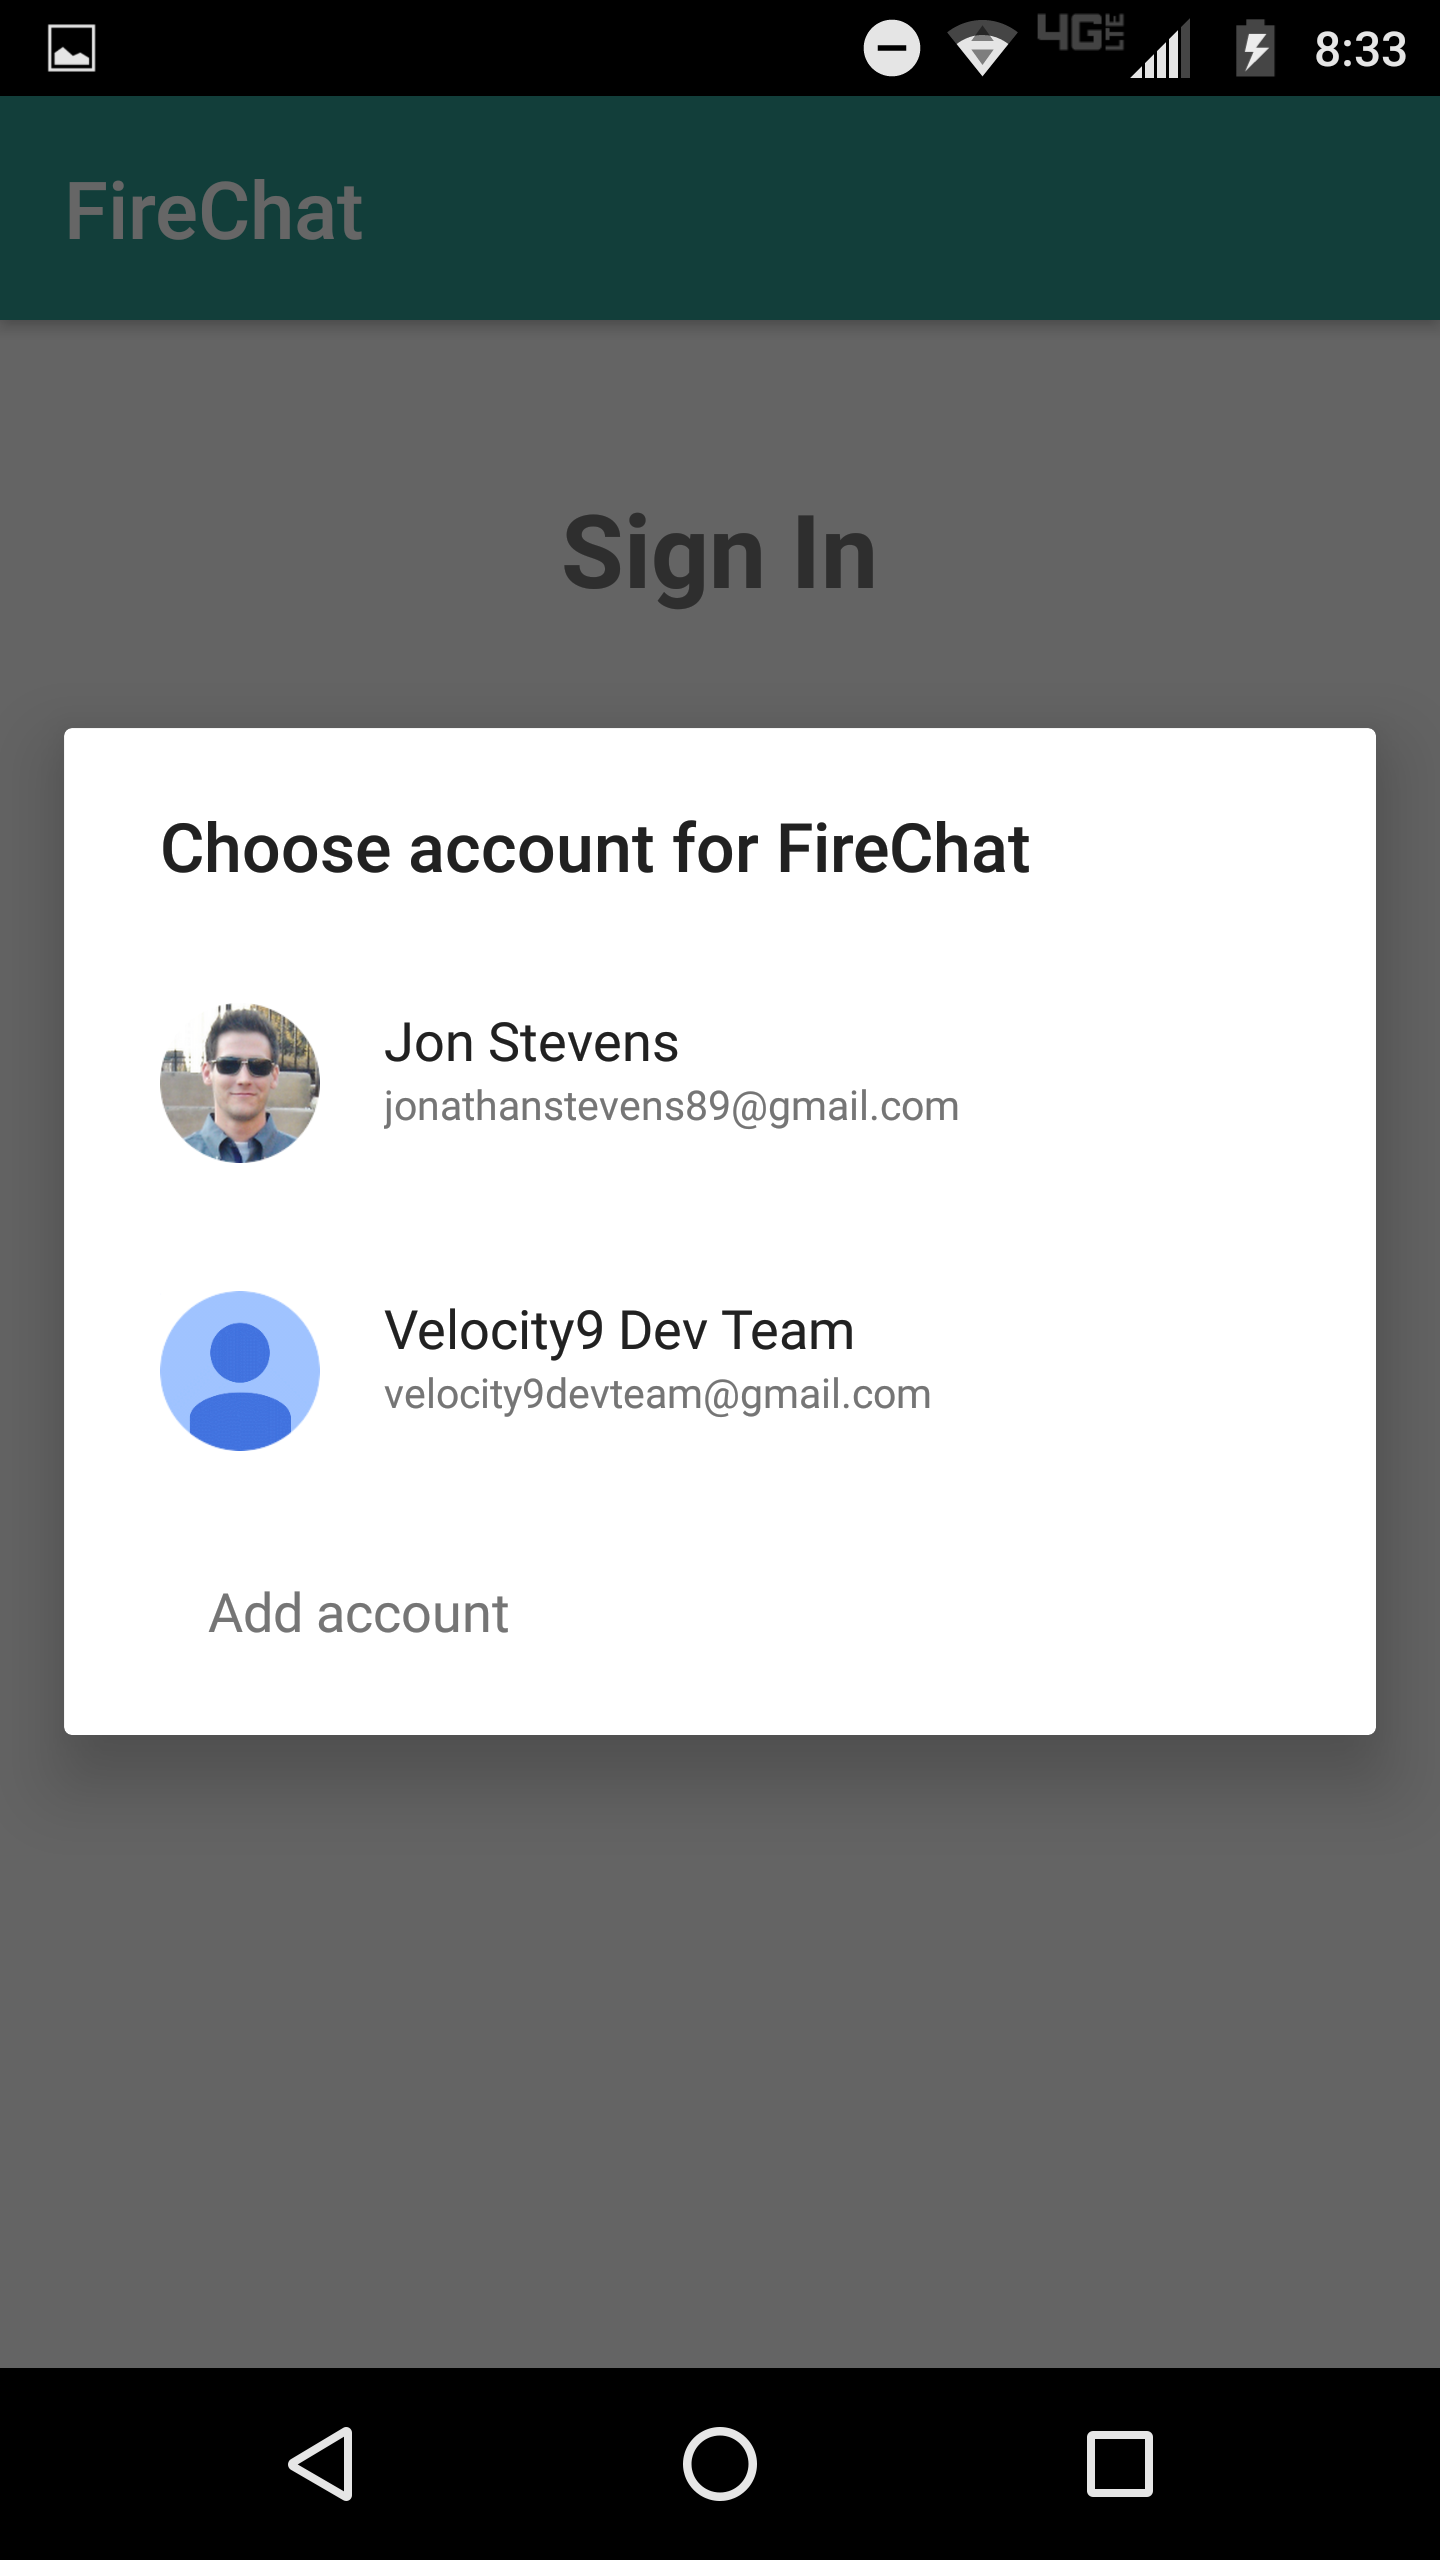 4G LTE 8:33
FireChat
Sign In
Choose account for FireChat
Jon Stevens
jonathanstevens89@gmail.com
Velocity9 Dev Team
velocity9devteam@gmail.com
Add account